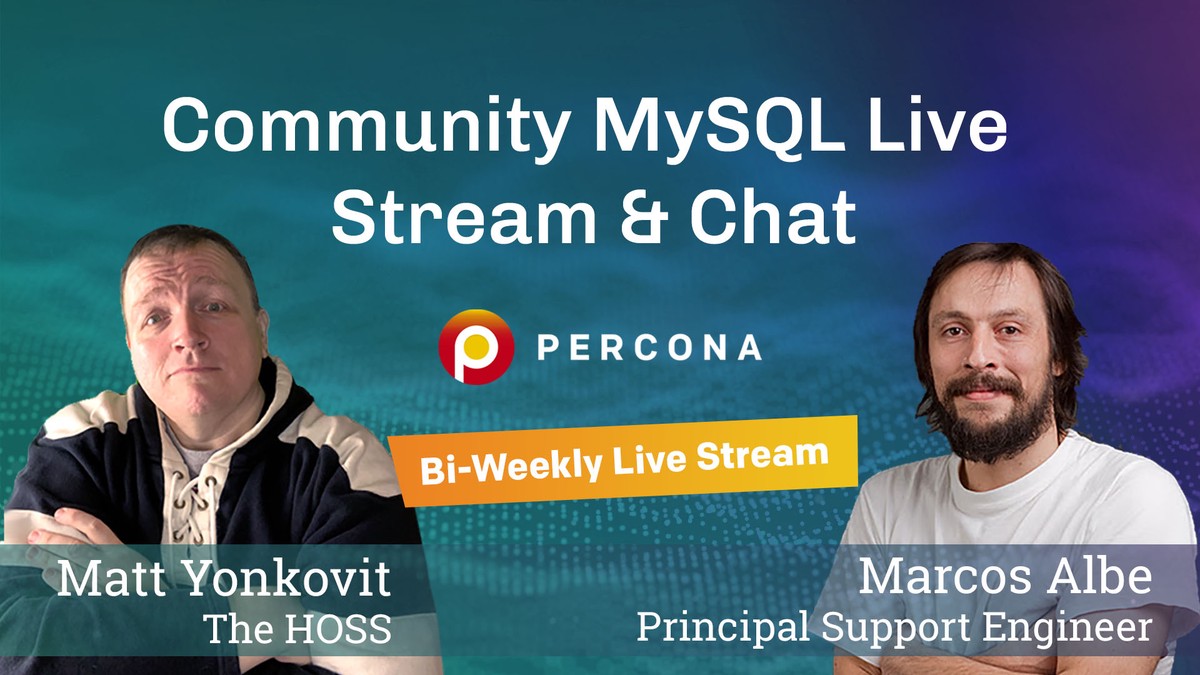 Community MySQL Live
Stream & Chat
PERCONA
Bi-Weekly Live Stream
Matt Yonkovit
The HOSS
Marcos Albe
Principal Support Engineer